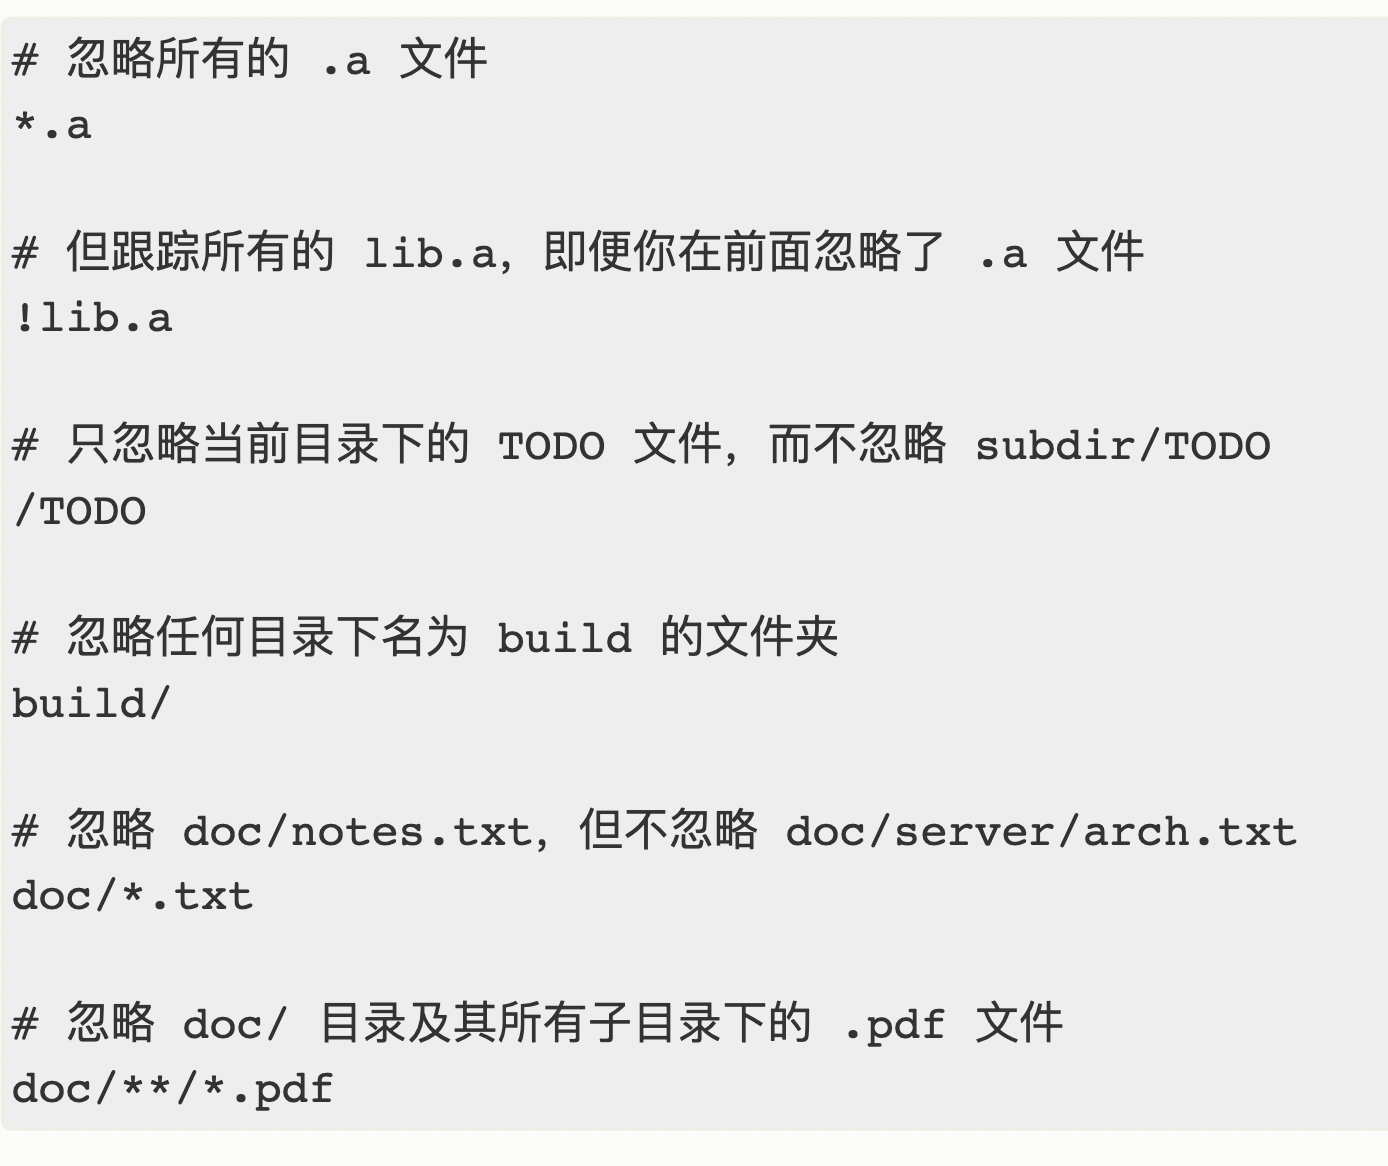 # 忽略所有的 .a 文件
*.a
# 但跟踪所有的 lib.a，即便你在前面忽略了 .a 文件
!lib.a
# 只忽略当前目录下的 TODO 文件，而不忽略 subdir/TODO
/TODO
# 忽略任何目录下名为 build 的文件夹
build/
# 忽略 doc/notes.txt，但不忽略 doc/server/arch.txt
doc/*.txt
# 忽略 doc/ 目录及其所有子目录下的 .pdf 文件
doc/**/*.pdf